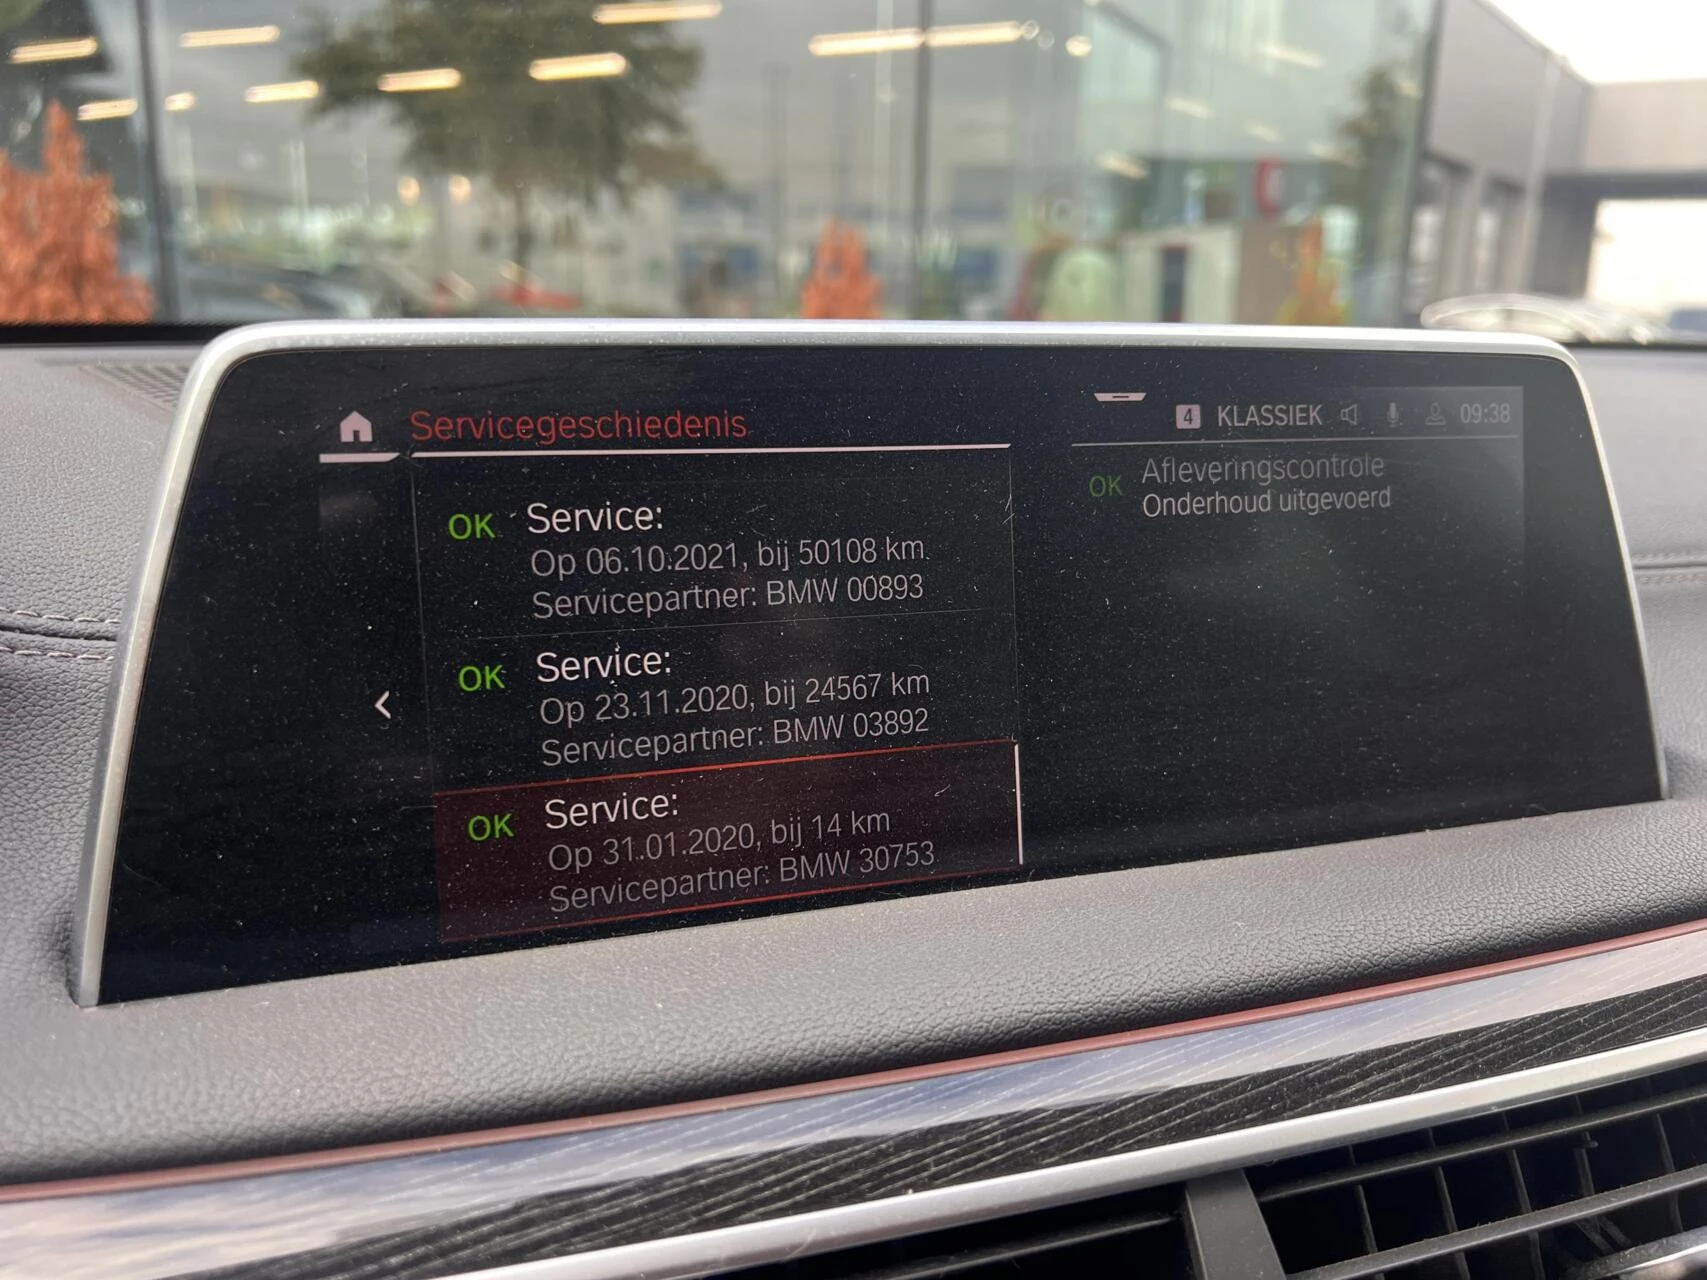 Servicegeschiedenis
4 KLASSIEK 09:38
OK Service:
Op 06.10.2021, bij 50108 km
Servicepartner: BMW 00893
OK Service:
Op 23.11.2020, bij 24567 km
Servicepartner: BMW 03892
OK Service:
Op 31.01.2020, bij 14 km
Servicepartner: BMW 30753
OK Afleveringscontrole
Onderhoud uitgevoerd